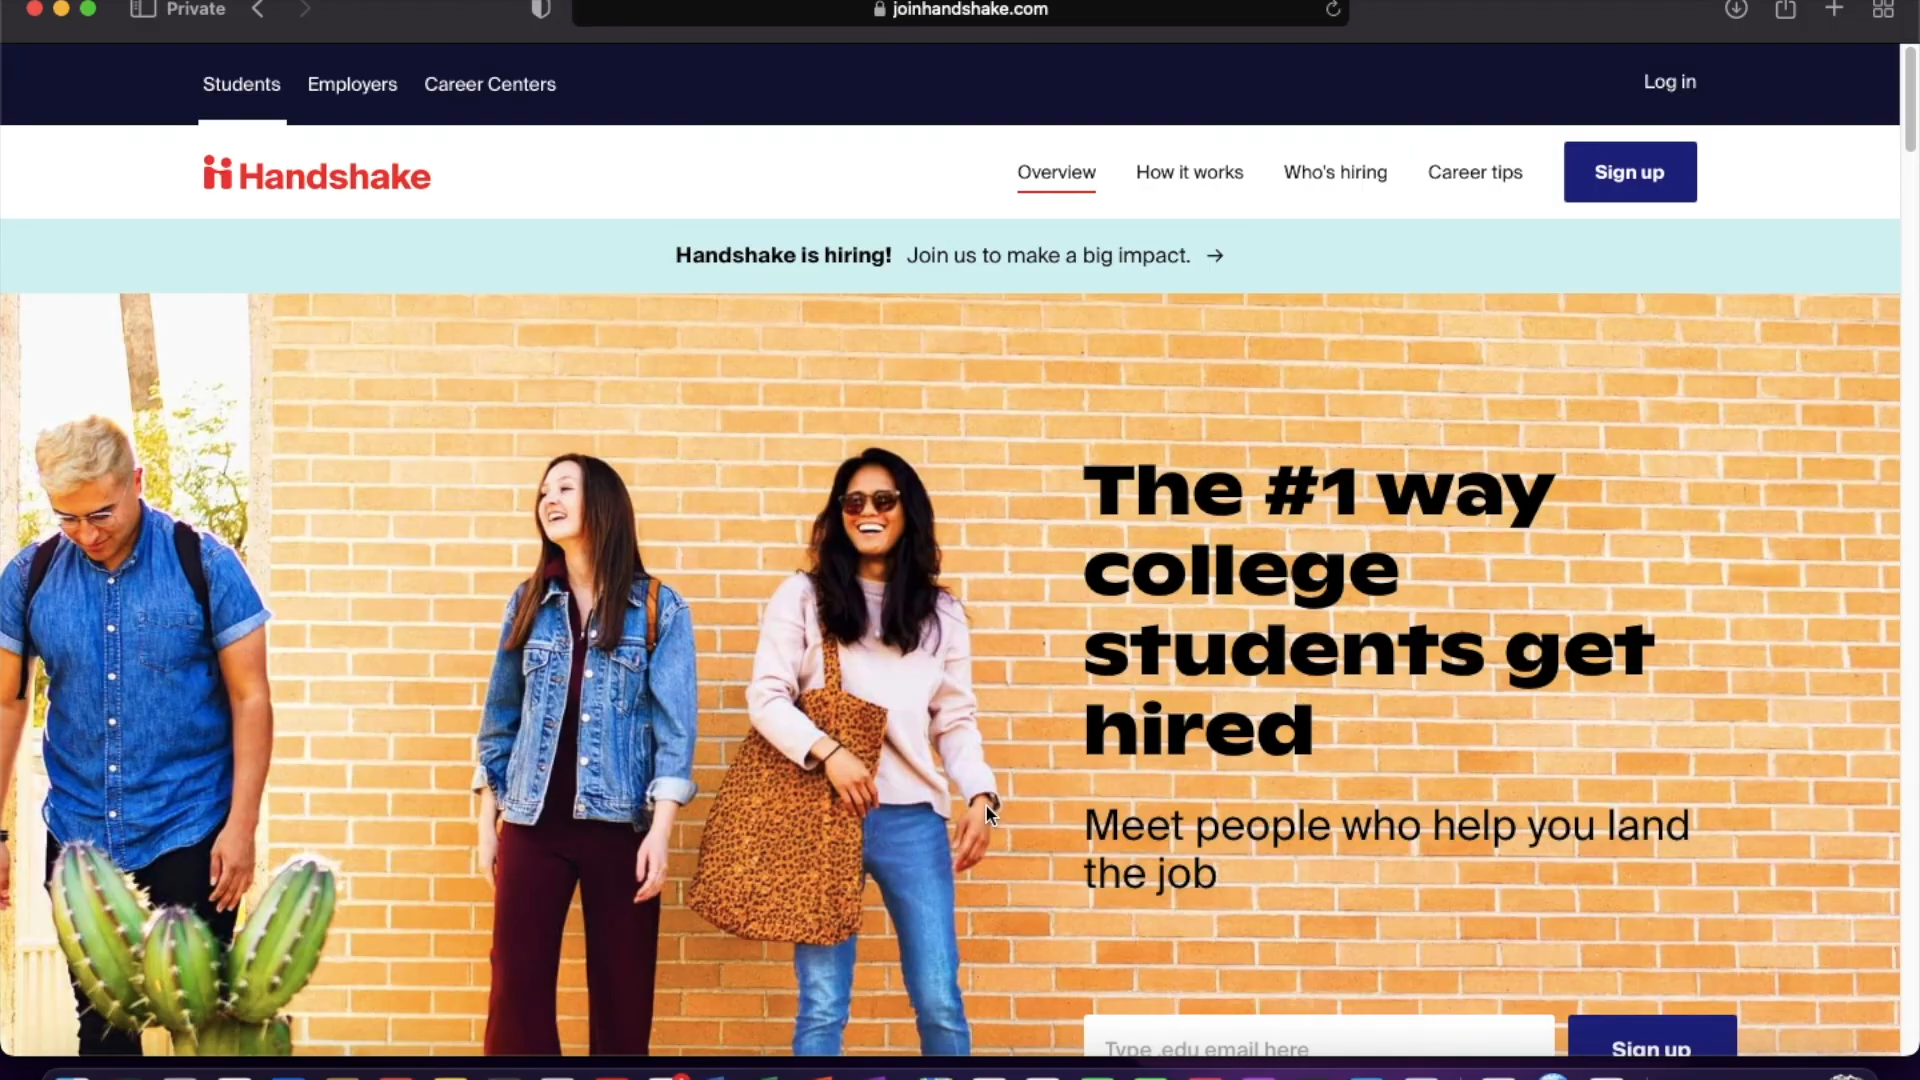 Private
joinhandshake.com
Students Employers Career Centers
Log in
Handshake
Overview How it works Who's hiring Career tips Sign up
Handshake is hiring! Join us to make a big impact. →
The #1 way
college
students get
hired
Meet people who help you land
the job
Type .edu email here
Sign up